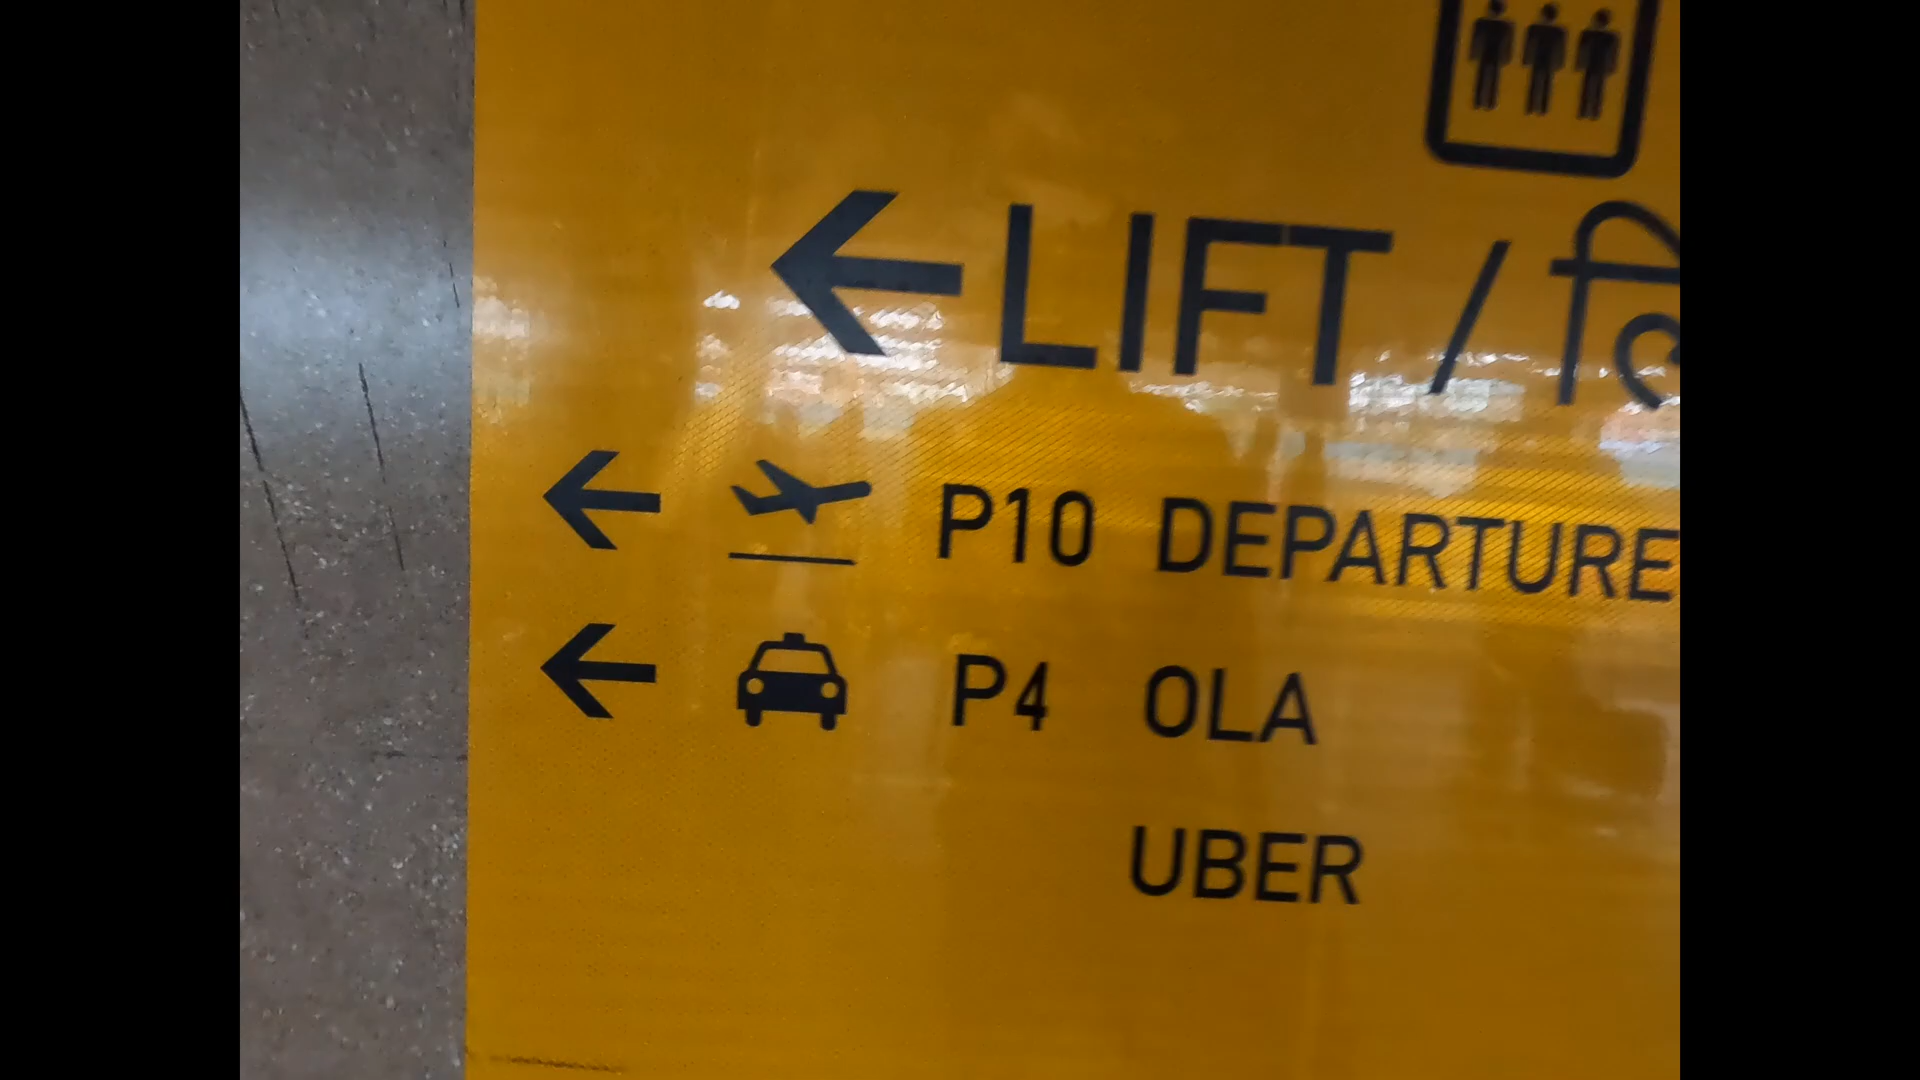 LIFT / लि
P10 DEPARTURE
P4 OLA
UBER